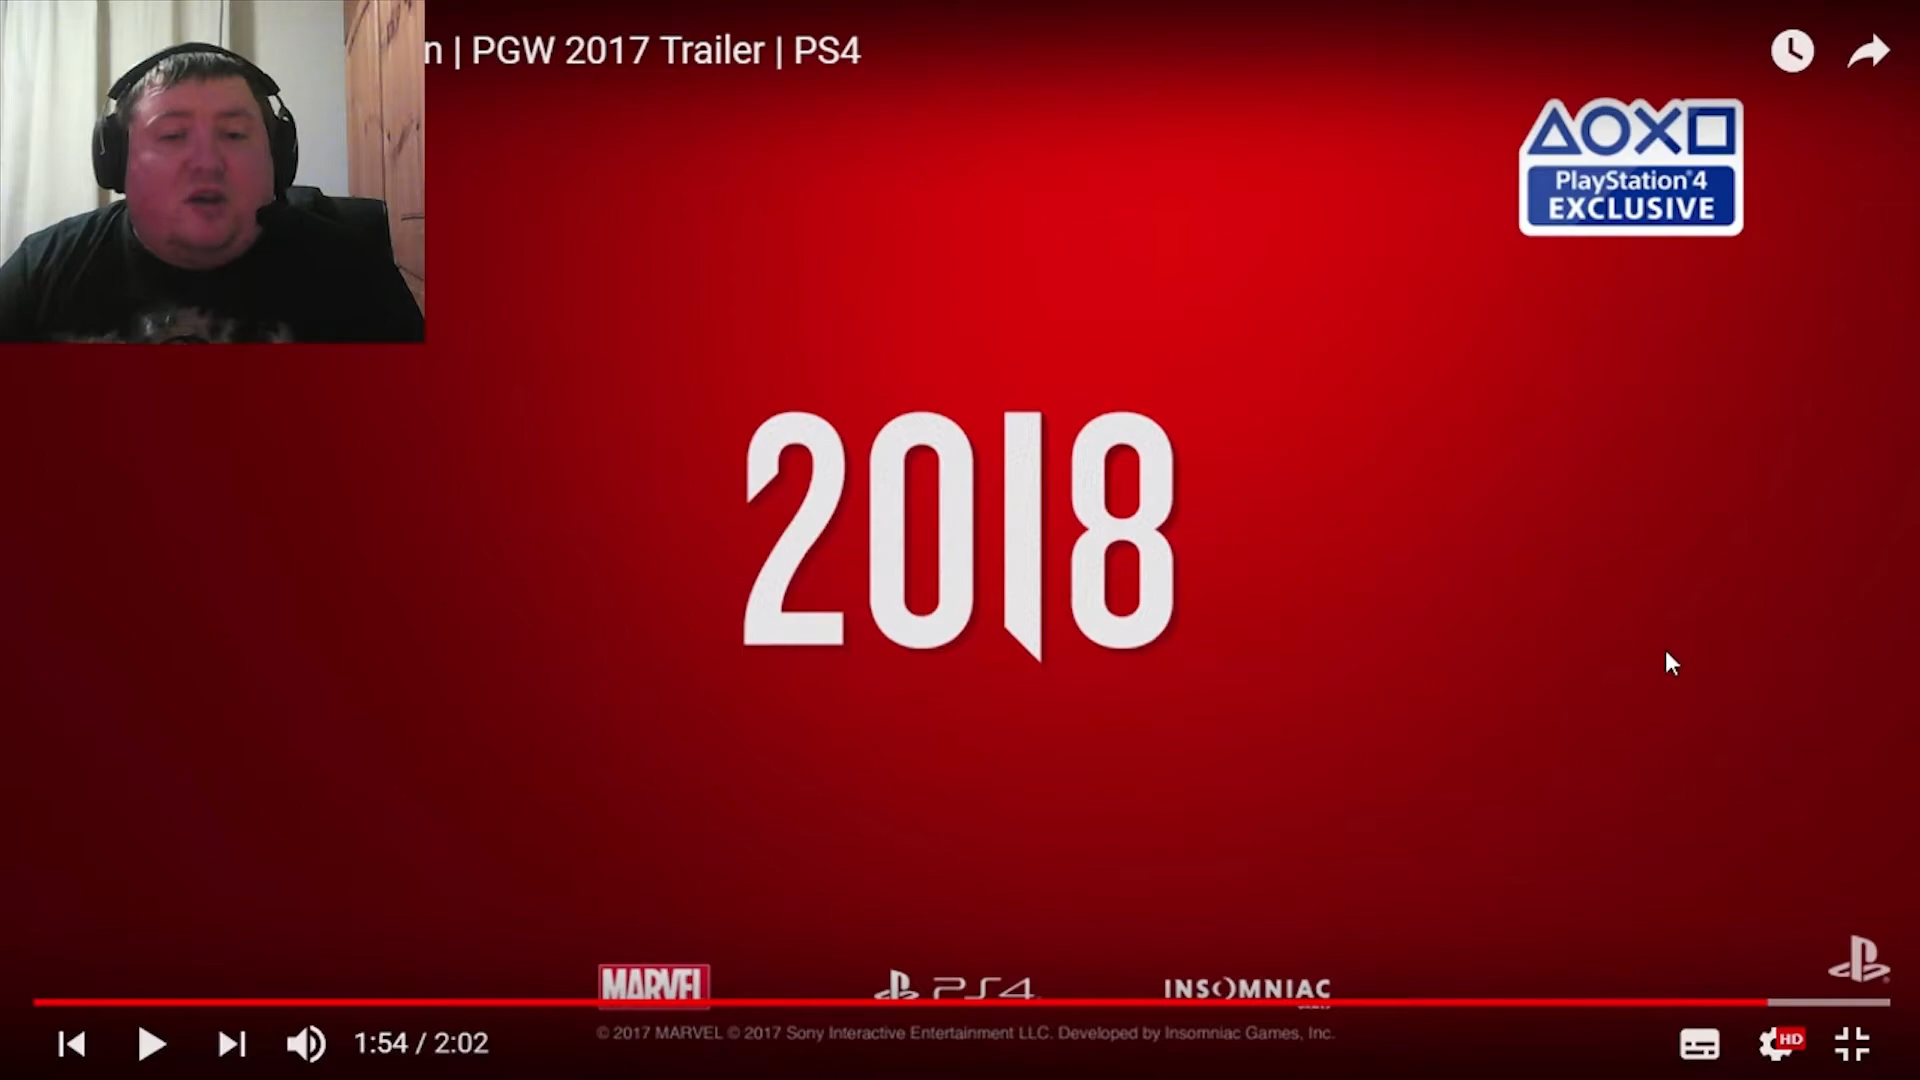 n | PGW 2017 Trailer | PS4
PlayStation®4
EXCLUSIVE
2018
MARVEL
PS4
INSOMNIAC
© 2017 MARVEL © 2017 Sony Interactive Entertainment LLC. Developed by Insomniac Games, Inc.
1:54 / 2:02
HD